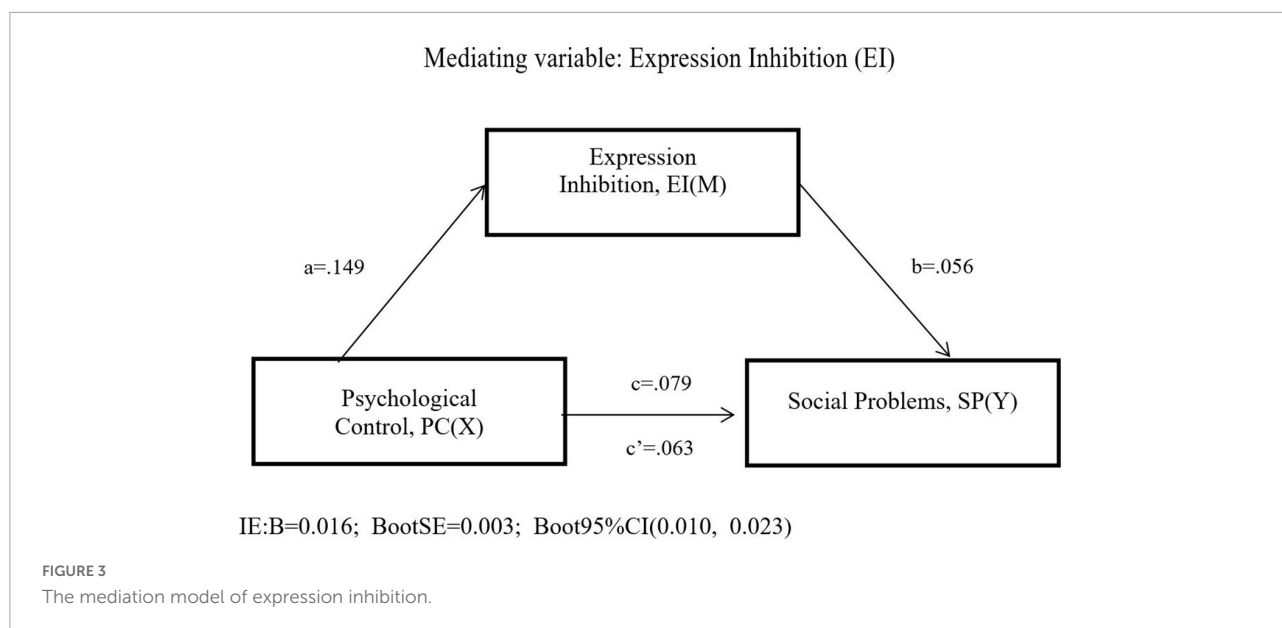 Mediating variable: Expression Inhibition (EI)
Expression
Inhibition, EI(M)
a=.149
b=.056
Psychological
Control, PC(X)
c=.079
c’=.063
Social Problems, SP(Y)
IE:B=0.016; BootSE=0.003; Boot95%CI(0.010, 0.023)
FIGURE 3
The mediation model of expression inhibition.